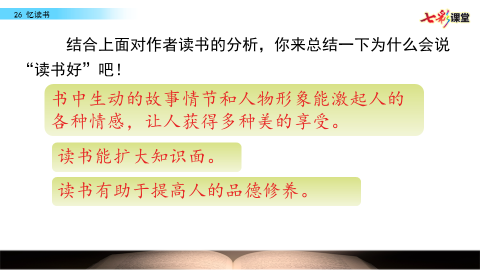 26 忆读书
七彩课堂
结合上面对作者读书的分析，你来总结一下为什么会说
“读书好”吧！
书中生动的故事情节和人物形象能激起人的
各种情感，让人获得多种美的享受。
读书能扩大知识面。
读书有助于提高人的品德修养。